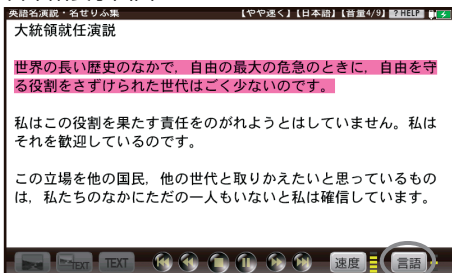 英語名演説・名せりふ集 【やや速く】【日本語】【音量4/9】 ?HELP
大統領就任演説
世界の長い歴史のなかで，自由の最大の危急のときに，自由を守
る役割をさずけられた世代はごく少ないのです。
私はこの役割を果たす責任をのがれようとはしていません。私は
それを歓迎しているのです。
この立場を他の国民，他の世代と取りかえたいと思っているもの
は，私たちのなかにただの一人もいないと私は確信しています。
TEXT TEXT 速度 言語